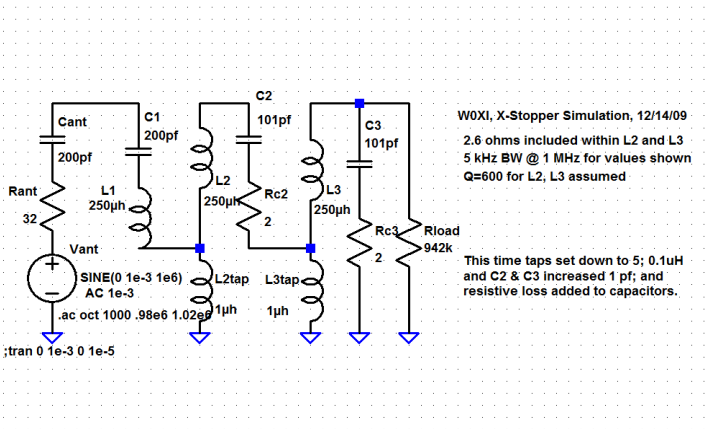 C2
Cant
C1
101pf
W0XI, X-Stopper Simulation, 12/14/09
200pf
C3
101pf
2.6 ohms included within L2 and L3
200pf
5 kHz BW @ 1 MHz for values shown
Q=600 for L2, L3 assumed
Rant
L1
L2
Rc2
L3
250µh
250µh
250µh
32
2
Rc3
Rload
942k
Vant
2
This time taps set down to 5; 0.1uH
SINE(0 1e-3 1e6)
L2tap
L3tap
and C2 & C3 increased 1 pf; and
AC 1e-3
resistive loss added to capacitors.
1µh
1µh
.ac oct 1000 .98e6 1.02e6
;tran 0 1e-3 0 1e-5